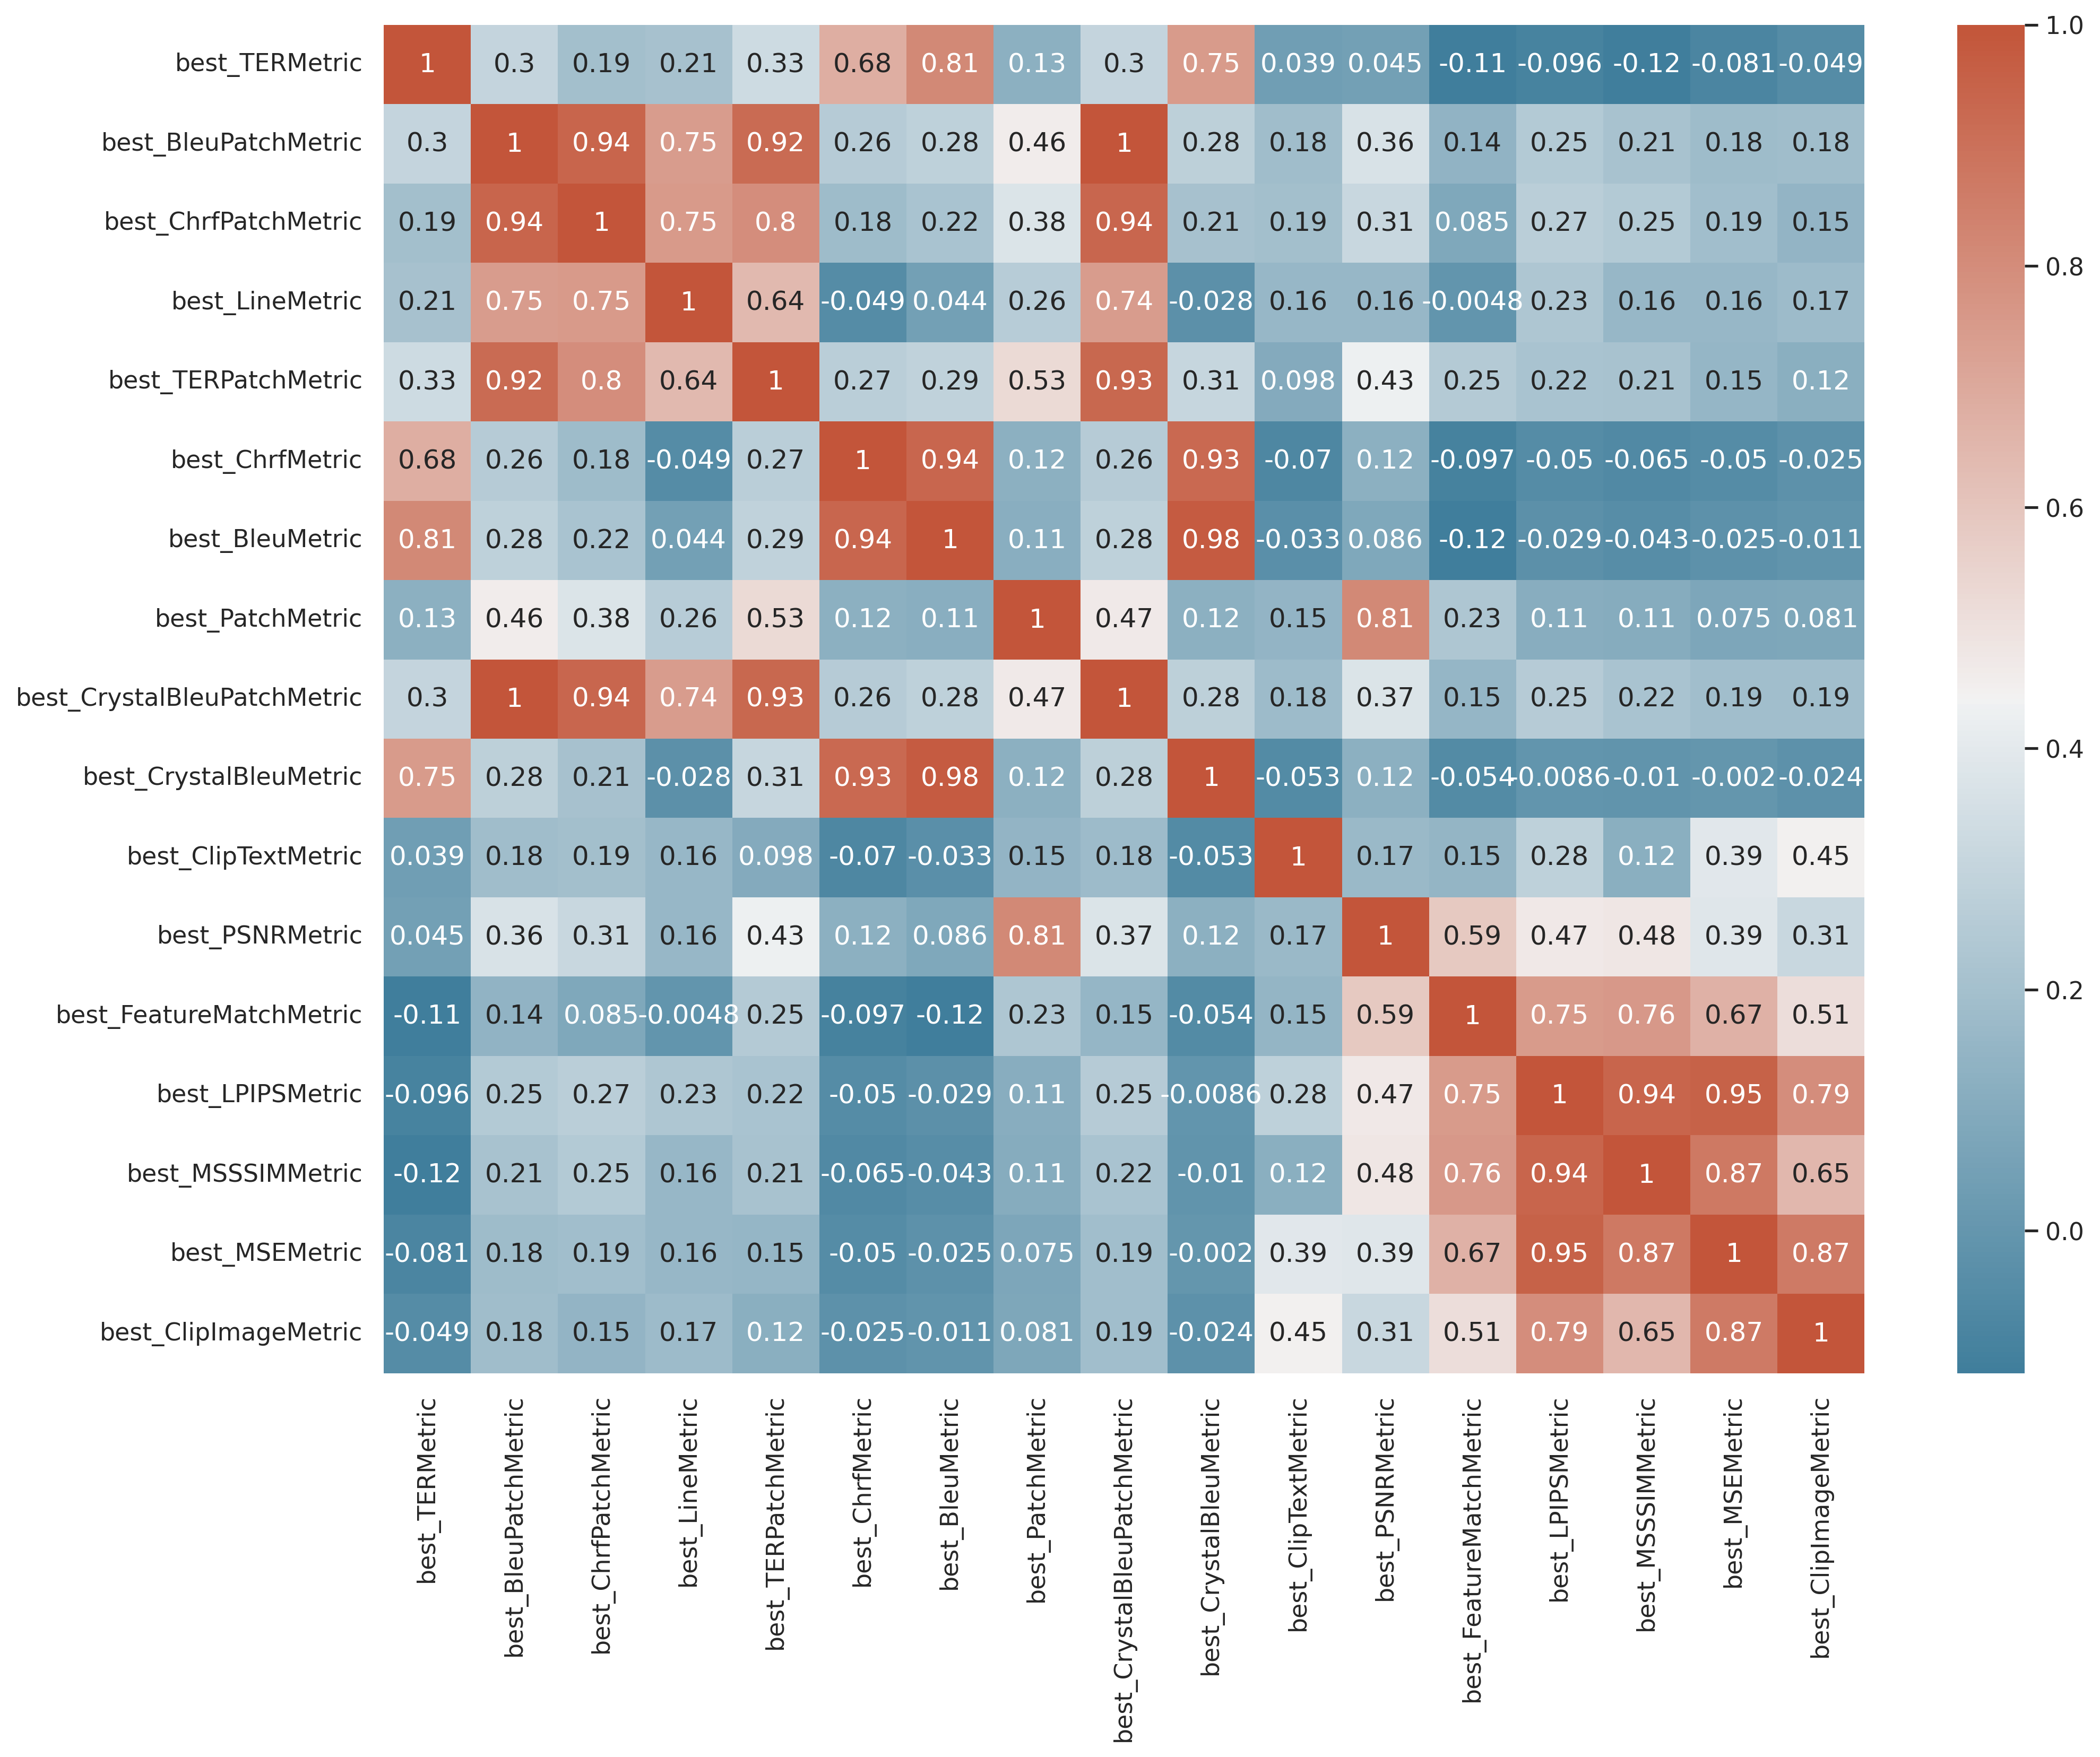 best_TERMetric 1 0.3 0.19 0.21 0.33 0.68 0.81 0.13 0.3 0.75 0.039 0.045 -0.11 -0.096 -0.12 -0.081 -0.049
best_BleuPatchMetric 0.3 1 0.94 0.75 0.92 0.26 0.28 0.46 1 0.28 0.18 0.36 0.14 0.25 0.21 0.18 0.18
best_ChrfPatchMetric 0.19 0.94 1 0.75 0.8 0.18 0.22 0.38 0.94 0.21 0.19 0.31 0.085 0.27 0.25 0.19 0.15
best_LineMetric 0.21 0.75 0.75 1 0.64 -0.049 0.044 0.26 0.74 -0.028 0.16 0.16 -0.0048 0.23 0.16 0.16 0.17
best_TERPatchMetric 0.33 0.92 0.8 0.64 1 0.27 0.29 0.53 0.93 0.31 0.098 0.43 0.25 0.22 0.21 0.15 0.12
best_ChrfMetric 0.68 0.26 0.18 -0.049 0.27 1 0.94 0.12 0.26 0.93 -0.07 0.12 -0.097 -0.05 -0.065 -0.05 -0.025
best_BleuMetric 0.81 0.28 0.22 0.044 0.29 0.94 1 0.11 0.28 0.98 -0.033 0.086 -0.12 -0.029 -0.043 -0.025 -0.011
best_PatchMetric 0.13 0.46 0.38 0.26 0.53 0.12 0.11 1 0.47 0.12 0.15 0.81 0.23 0.11 0.11 0.075 0.081
best_CrystalBleuPatchMetric 0.3 1 0.94 0.74 0.93 0.26 0.28 0.47 1 0.28 0.18 0.37 0.15 0.25 0.22 0.19 0.19
best_CrystalBleuMetric 0.75 0.28 0.21 -0.028 0.31 0.93 0.98 0.12 0.28 1 -0.053 0.12 -0.054 -0.0086 -0.01 -0.002 -0.024
best_ClipTextMetric 0.039 0.18 0.19 0.16 0.098 -0.07 -0.033 0.15 0.18 -0.053 1 0.17 0.15 0.28 0.12 0.39 0.45
best_PSNRMetric 0.045 0.36 0.31 0.16 0.43 0.12 0.086 0.81 0.37 0.12 0.17 1 0.59 0.47 0.48 0.39 0.31
best_FeatureMatchMetric -0.11 0.14 0.085 -0.0048 0.25 -0.097 -0.12 0.23 0.15 -0.054 0.15 0.59 1 0.75 0.76 0.67 0.51
best_LPIPSMetric -0.096 0.25 0.27 0.23 0.22 -0.05 -0.029 0.11 0.25 -0.0086 0.28 0.47 0.75 1 0.94 0.95 0.79
best_MSSSIMMetric -0.12 0.21 0.25 0.16 0.21 -0.065 -0.043 0.11 0.22 -0.01 0.12 0.48 0.76 0.94 1 0.87 0.65
best_MSEMetric -0.081 0.18 0.19 0.16 0.15 -0.05 -0.025 0.075 0.19 -0.002 0.39 0.39 0.67 0.95 0.87 1 0.87
best_ClipImageMetric -0.049 0.18 0.15 0.17 0.12 -0.025 -0.011 0.081 0.19 -0.024 0.45 0.31 0.51 0.79 0.65 0.87 1
best_TERMetric
best_BleuPatchMetric
best_ChrfPatchMetric
best_LineMetric
best_TERPatchMetric
best_ChrfMetric
best_BleuMetric
best_PatchMetric
best_CrystalBleuPatchMetric
best_CrystalBleuMetric
best_ClipTextMetric
best_PSNRMetric
best_FeatureMatchMetric
best_LPIPSMetric
best_MSSSIMMetric
best_MSEMetric
best_ClipImageMetric
1.0
0.8
0.6
0.4
0.2
0.0